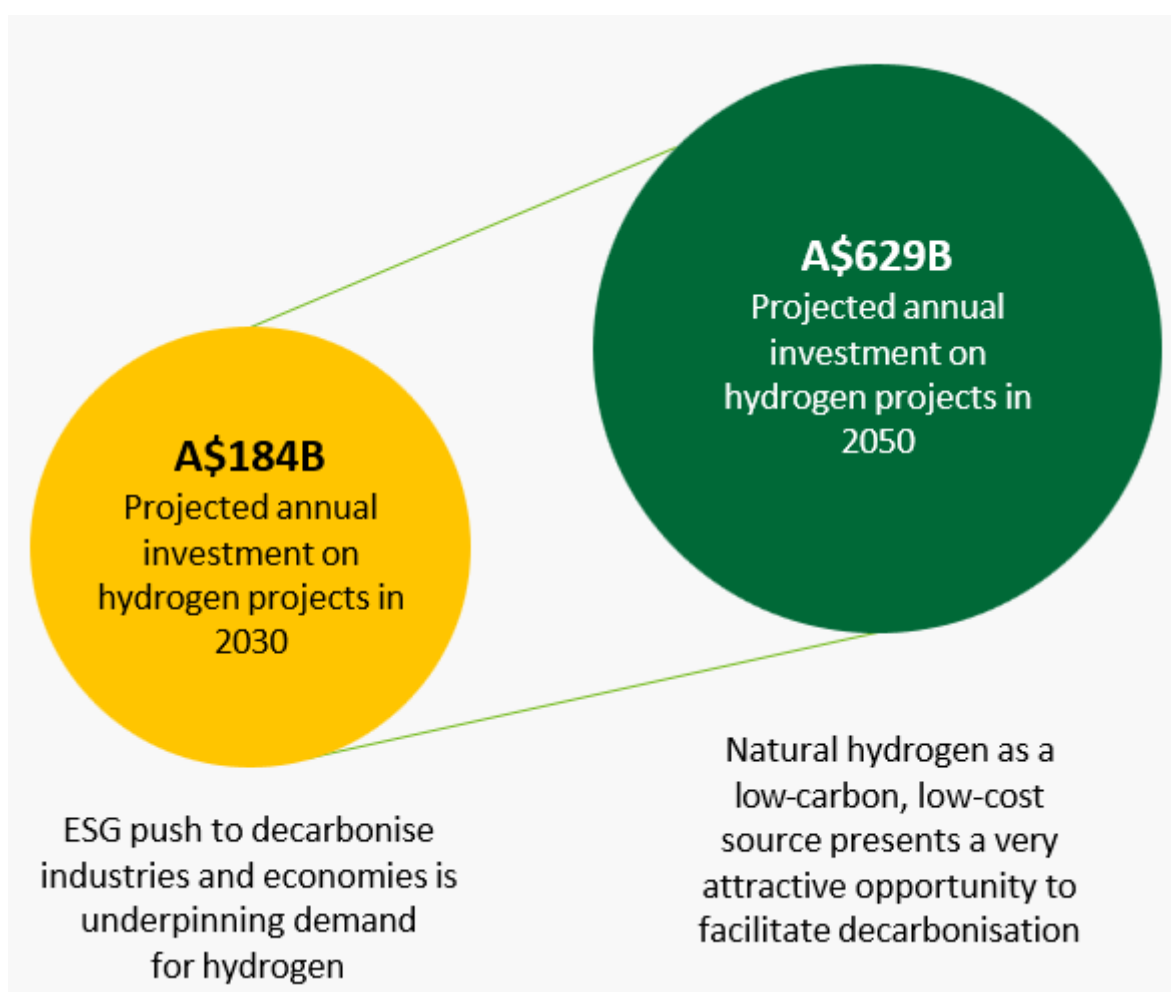 A$629B
Projected annual
investment on
hydrogen projects in
2050
A$184B
Projected annual
investment on
hydrogen projects in
2030
Natural hydrogen as a
low-carbon, low-cost
source presents a very
attractive opportunity to
facilitate decarbonisation
ESG push to decarbonise
industries and economies is
underpinning demand
for hydrogen